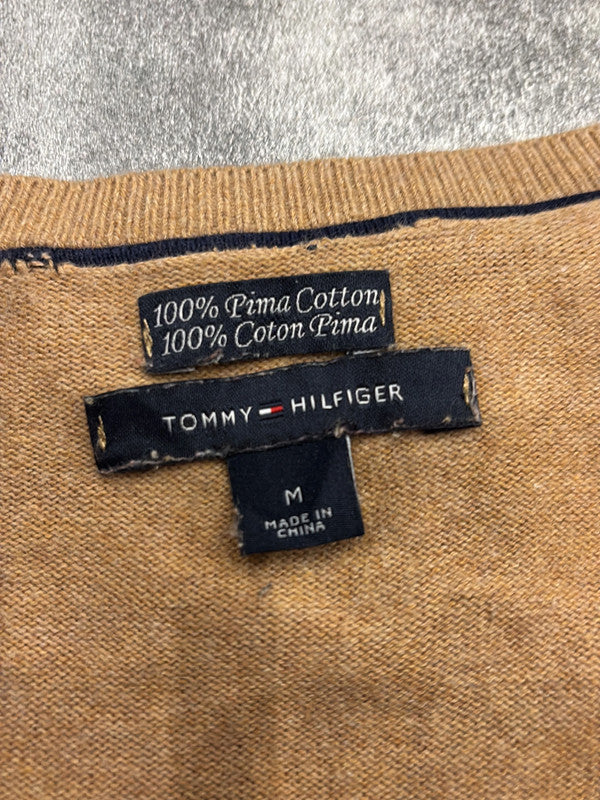 100% Pima Cotton
100% Coton Pima
TOMMY HILFIGER
M
MADE IN
CHINA